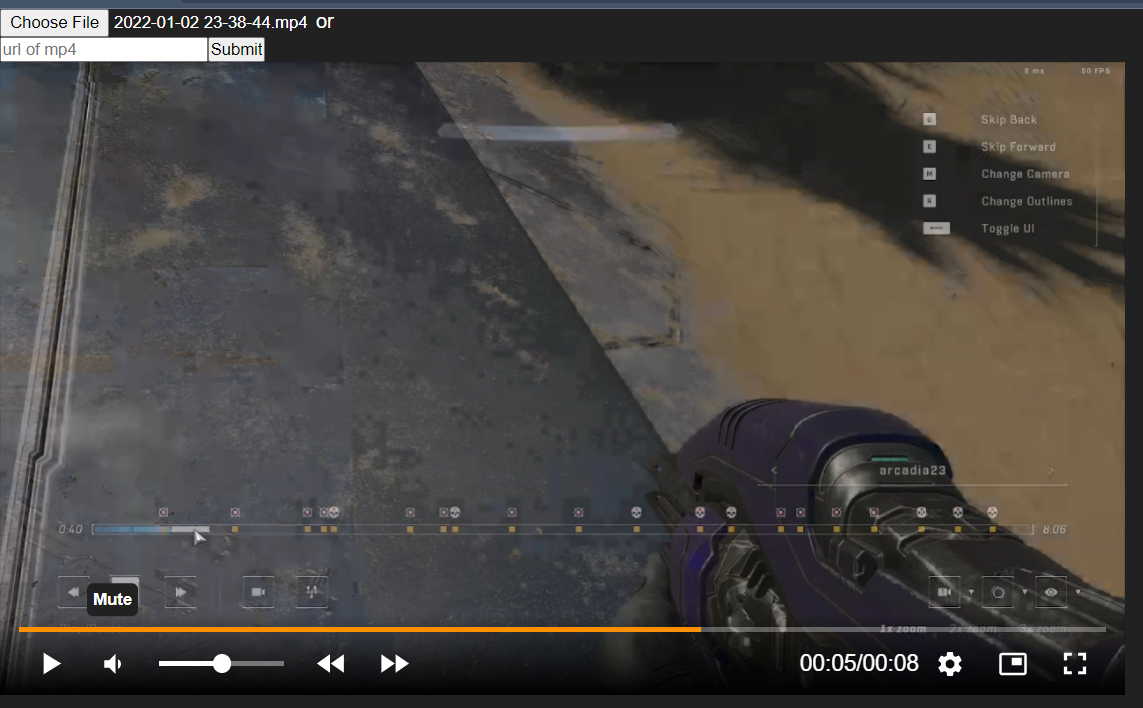 Choose File 2022-01-02 23-38-44.mp4 or
url of mp4 Submit
0 ms 50 FPS
Skip Back
E Skip Forward
M Change Camera
R Change Outlines
Toggle UI
arcadia23
0:40 8:06
Mute
1x zoom 2x zoom 3x zoom
00:05/00:08